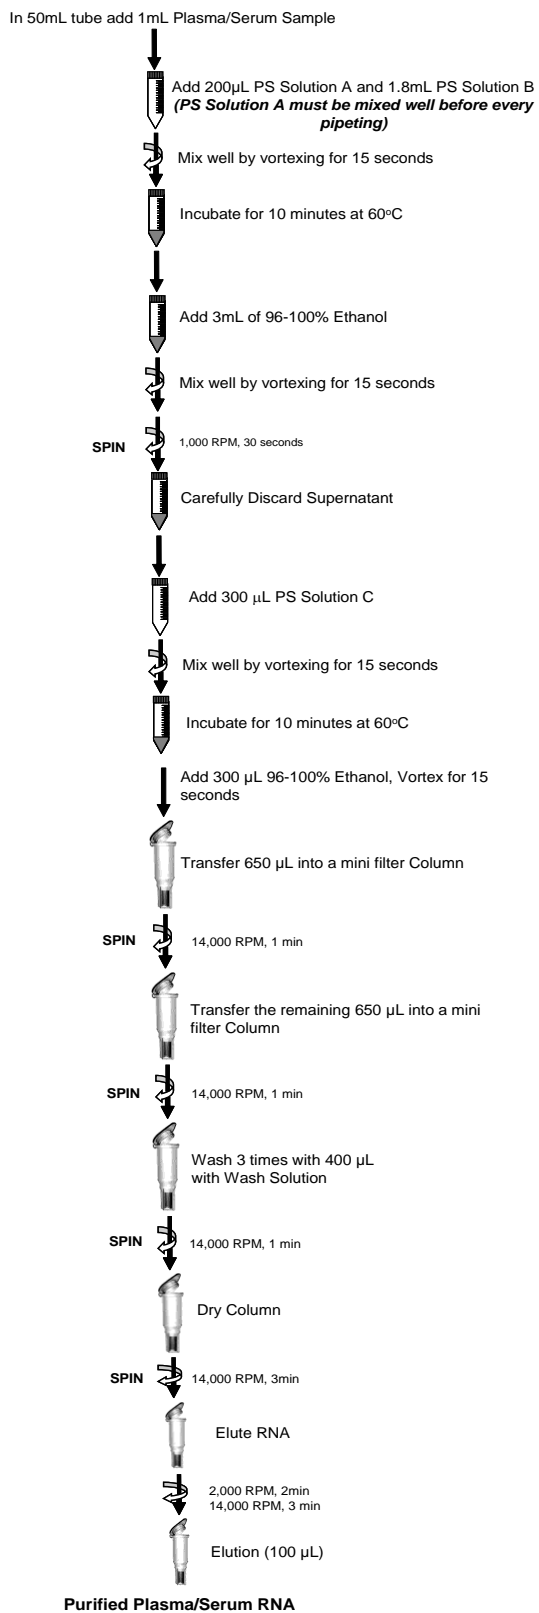 In 50mL tube add 1mL Plasma/Serum Sample
Add 200µL PS Solution A and 1.8mL PS Solution B
(PS Solution A must be mixed well before every
pipeting)
Mix well by vortexing for 15 seconds
Incubate for 10 minutes at 60°C
Add 3mL of 96-100% Ethanol
Mix well by vortexing for 15 seconds
SPIN 1,000 RPM, 30 seconds
Carefully Discard Supernatant
Add 300 µL PS Solution C
Mix well by vortexing for 15 seconds
Incubate for 10 minutes at 60°C
Add 300 µL 96-100% Ethanol, Vortex for 15
seconds
Transfer 650 µL into a mini filter Column
SPIN 14,000 RPM, 1 min
Transfer the remaining 650 µL into a mini
filter Column
SPIN 14,000 RPM, 1 min
Wash 3 times with 400 µL
with Wash Solution
SPIN 14,000 RPM, 1 min
Dry Column
SPIN 14,000 RPM, 3min
Elute RNA
2,000 RPM, 2min
14,000 RPM, 3 min
Elution (100 µL)
Purified Plasma/Serum RNA